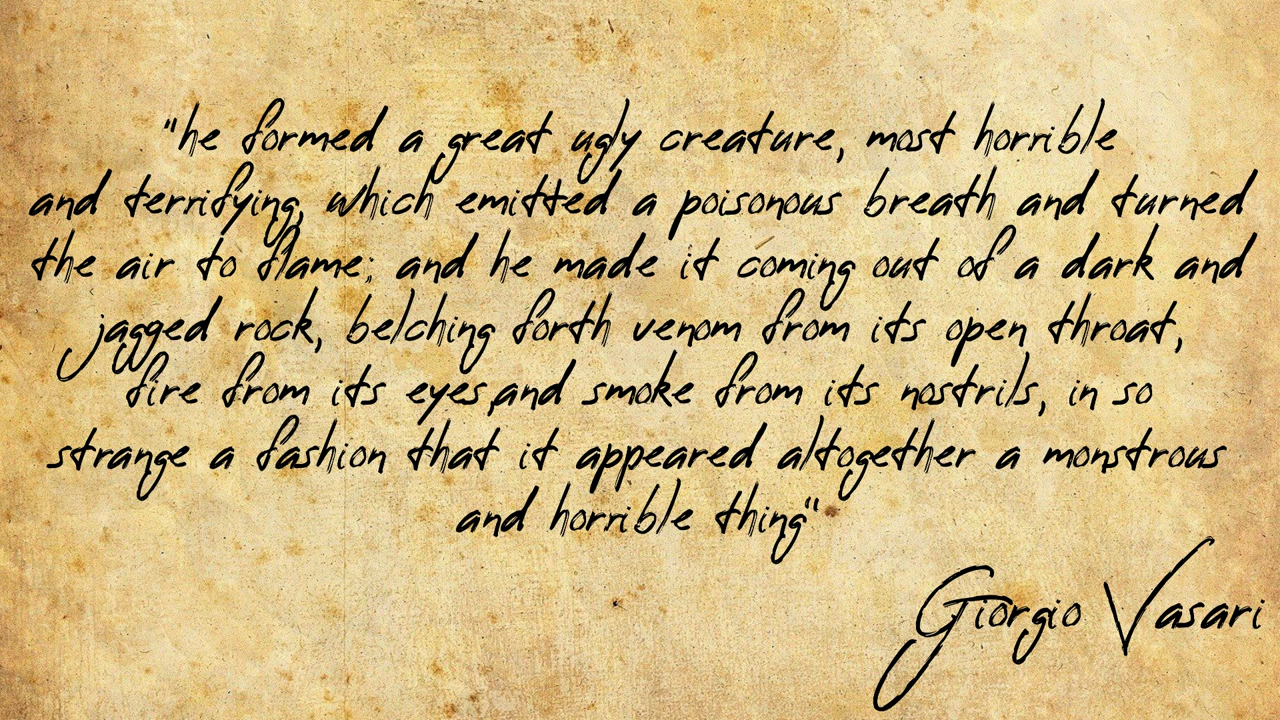 "he formed a great ugly creature, most horrible
and terrifying, which emitted a poisonous breath and turned
the air to flame; and he made it coming out of a dark and
jagged rock, belching forth venom from its open throat,
fire from its eyes,and smoke from its nostrils, in so
strange a fashion that it appeared altogether a monstrous
and horrible thing"
Giorgio Vasari